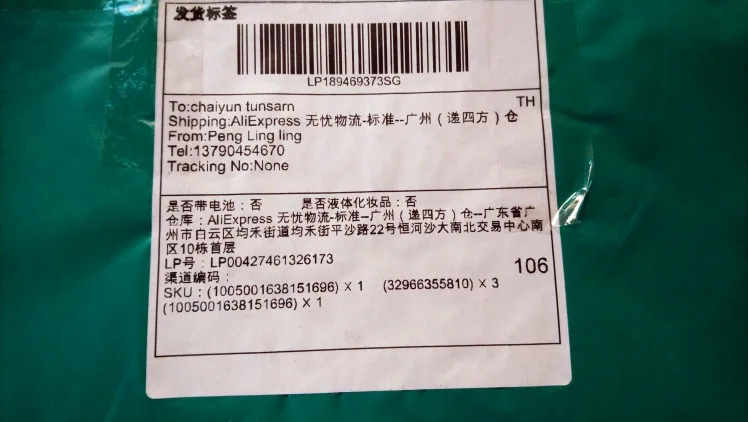 发货标签
LP189469373SG
To:chaiyun tunsarn
TH
Shipping:AliExpress 无忧物流-标准--广州（递四方）仓
From:Peng Ling ling
Tel:13790454670
Tracking No:None
是否带电池：否 是否液体化妆品：否
仓库：AliExpress 无忧物流-标准--广州（递四方）仓--广东省广
州市白云区均禾街道均禾街平沙路22号恒河沙大南北交易中心南
区10栋首层
LP号：LP00427461326173
渠道编码：
106
SKU：(1005001638151696) X 1 (32966355810) X 3
(1005001638151696) X 1